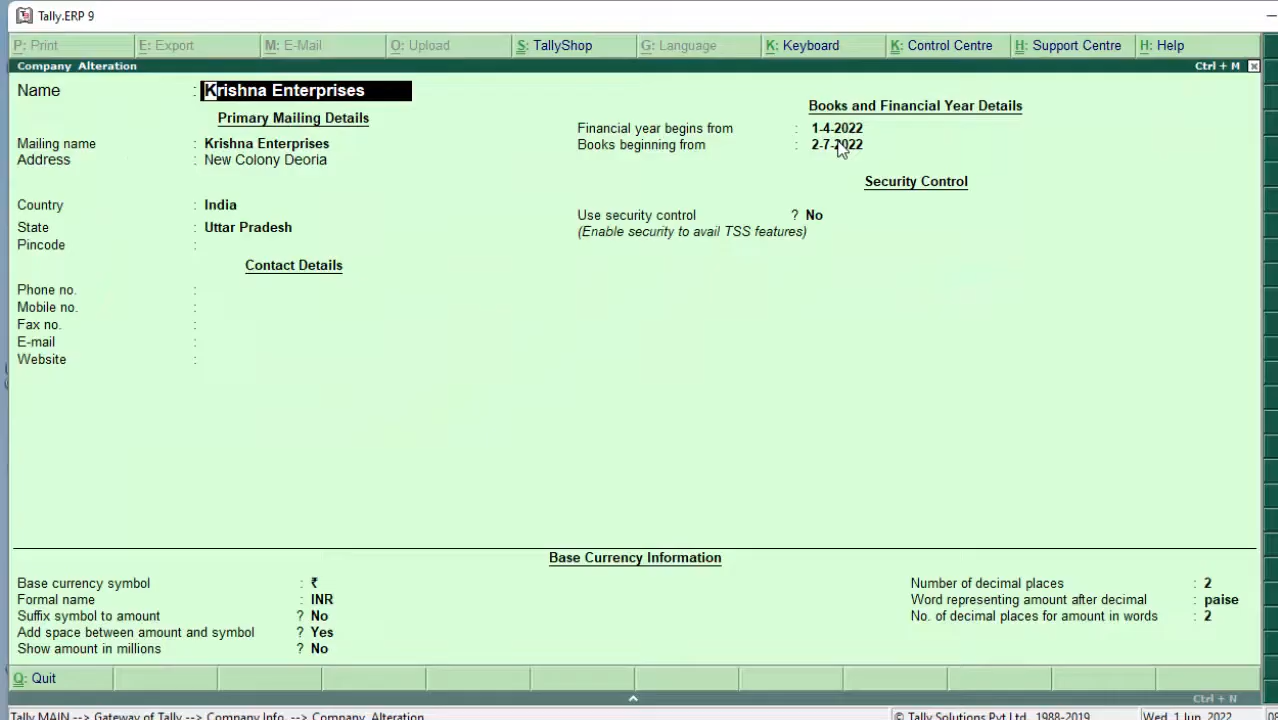 Tally.ERP 9
P: Print E: Export M: E-Mail O: Upload S: TallyShop G: Language K: Keyboard K: Control Centre H: Support Centre H: Help
Company Alteration Ctrl + M
Name : Krishna Enterprises
Primary Mailing Details
Mailing name : Krishna Enterprises
Address : New Colony Deoria
Country : India
State : Uttar Pradesh
Pincode :
Contact Details
Phone no. :
Mobile no. :
Fax no. :
E-mail :
Website :
Books and Financial Year Details
Financial year begins from : 1-4-2022
Books beginning from : 2-7-2022
Security Control
Use security control ? No
(Enable security to avail TSS features)
Base Currency Information
Base currency symbol : ₹
Formal name : INR
Suffix symbol to amount ? No
Add space between amount and symbol ? Yes
Show amount in millions ? No
Number of decimal places : 2
Word representing amount after decimal : paise
No. of decimal places for amount in words : 2
Q: Quit
Ctrl + N
Tally MAIN --> Gateway of Tally --> Company Info. --> Company Alteration © Tally Solutions Pvt Ltd., 1988-2019 Wed, 1 Jun, 2022